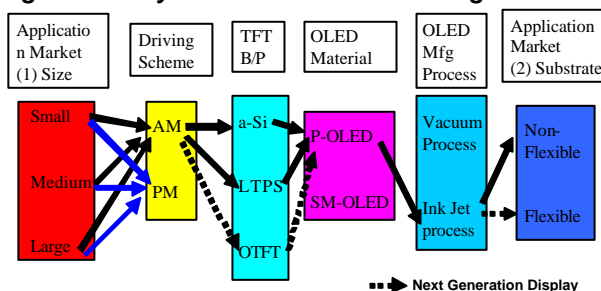 Applicatio
n Market
(1) Size
Driving
Scheme
TFT
B/P
OLED
Material
OLED
Mfg
Process
Application
Market
(2) Substrate
Small
Medium
Large
AM
PM
a-Si
LTPS
OTFT
P-OLED
SM-OLED
Vacuum
Process
Ink Jet
process
Non-
Flexible
Flexible
Next Generation Display